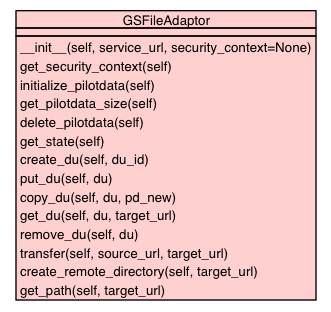 GSFileAdaptor
__init__(self, service_url, security_context=None)
get_security_context(self)
initialize_pilotdata(self)
get_pilotdata_size(self)
delete_pilotdata(self)
get_state(self)
create_du(self, du_id)
put_du(self, du)
copy_du(self, du, pd_new)
get_du(self, du, target_url)
remove_du(self, du)
transfer(self, source_url, target_url)
create_remote_directory(self, target_url)
get_path(self, target_url)